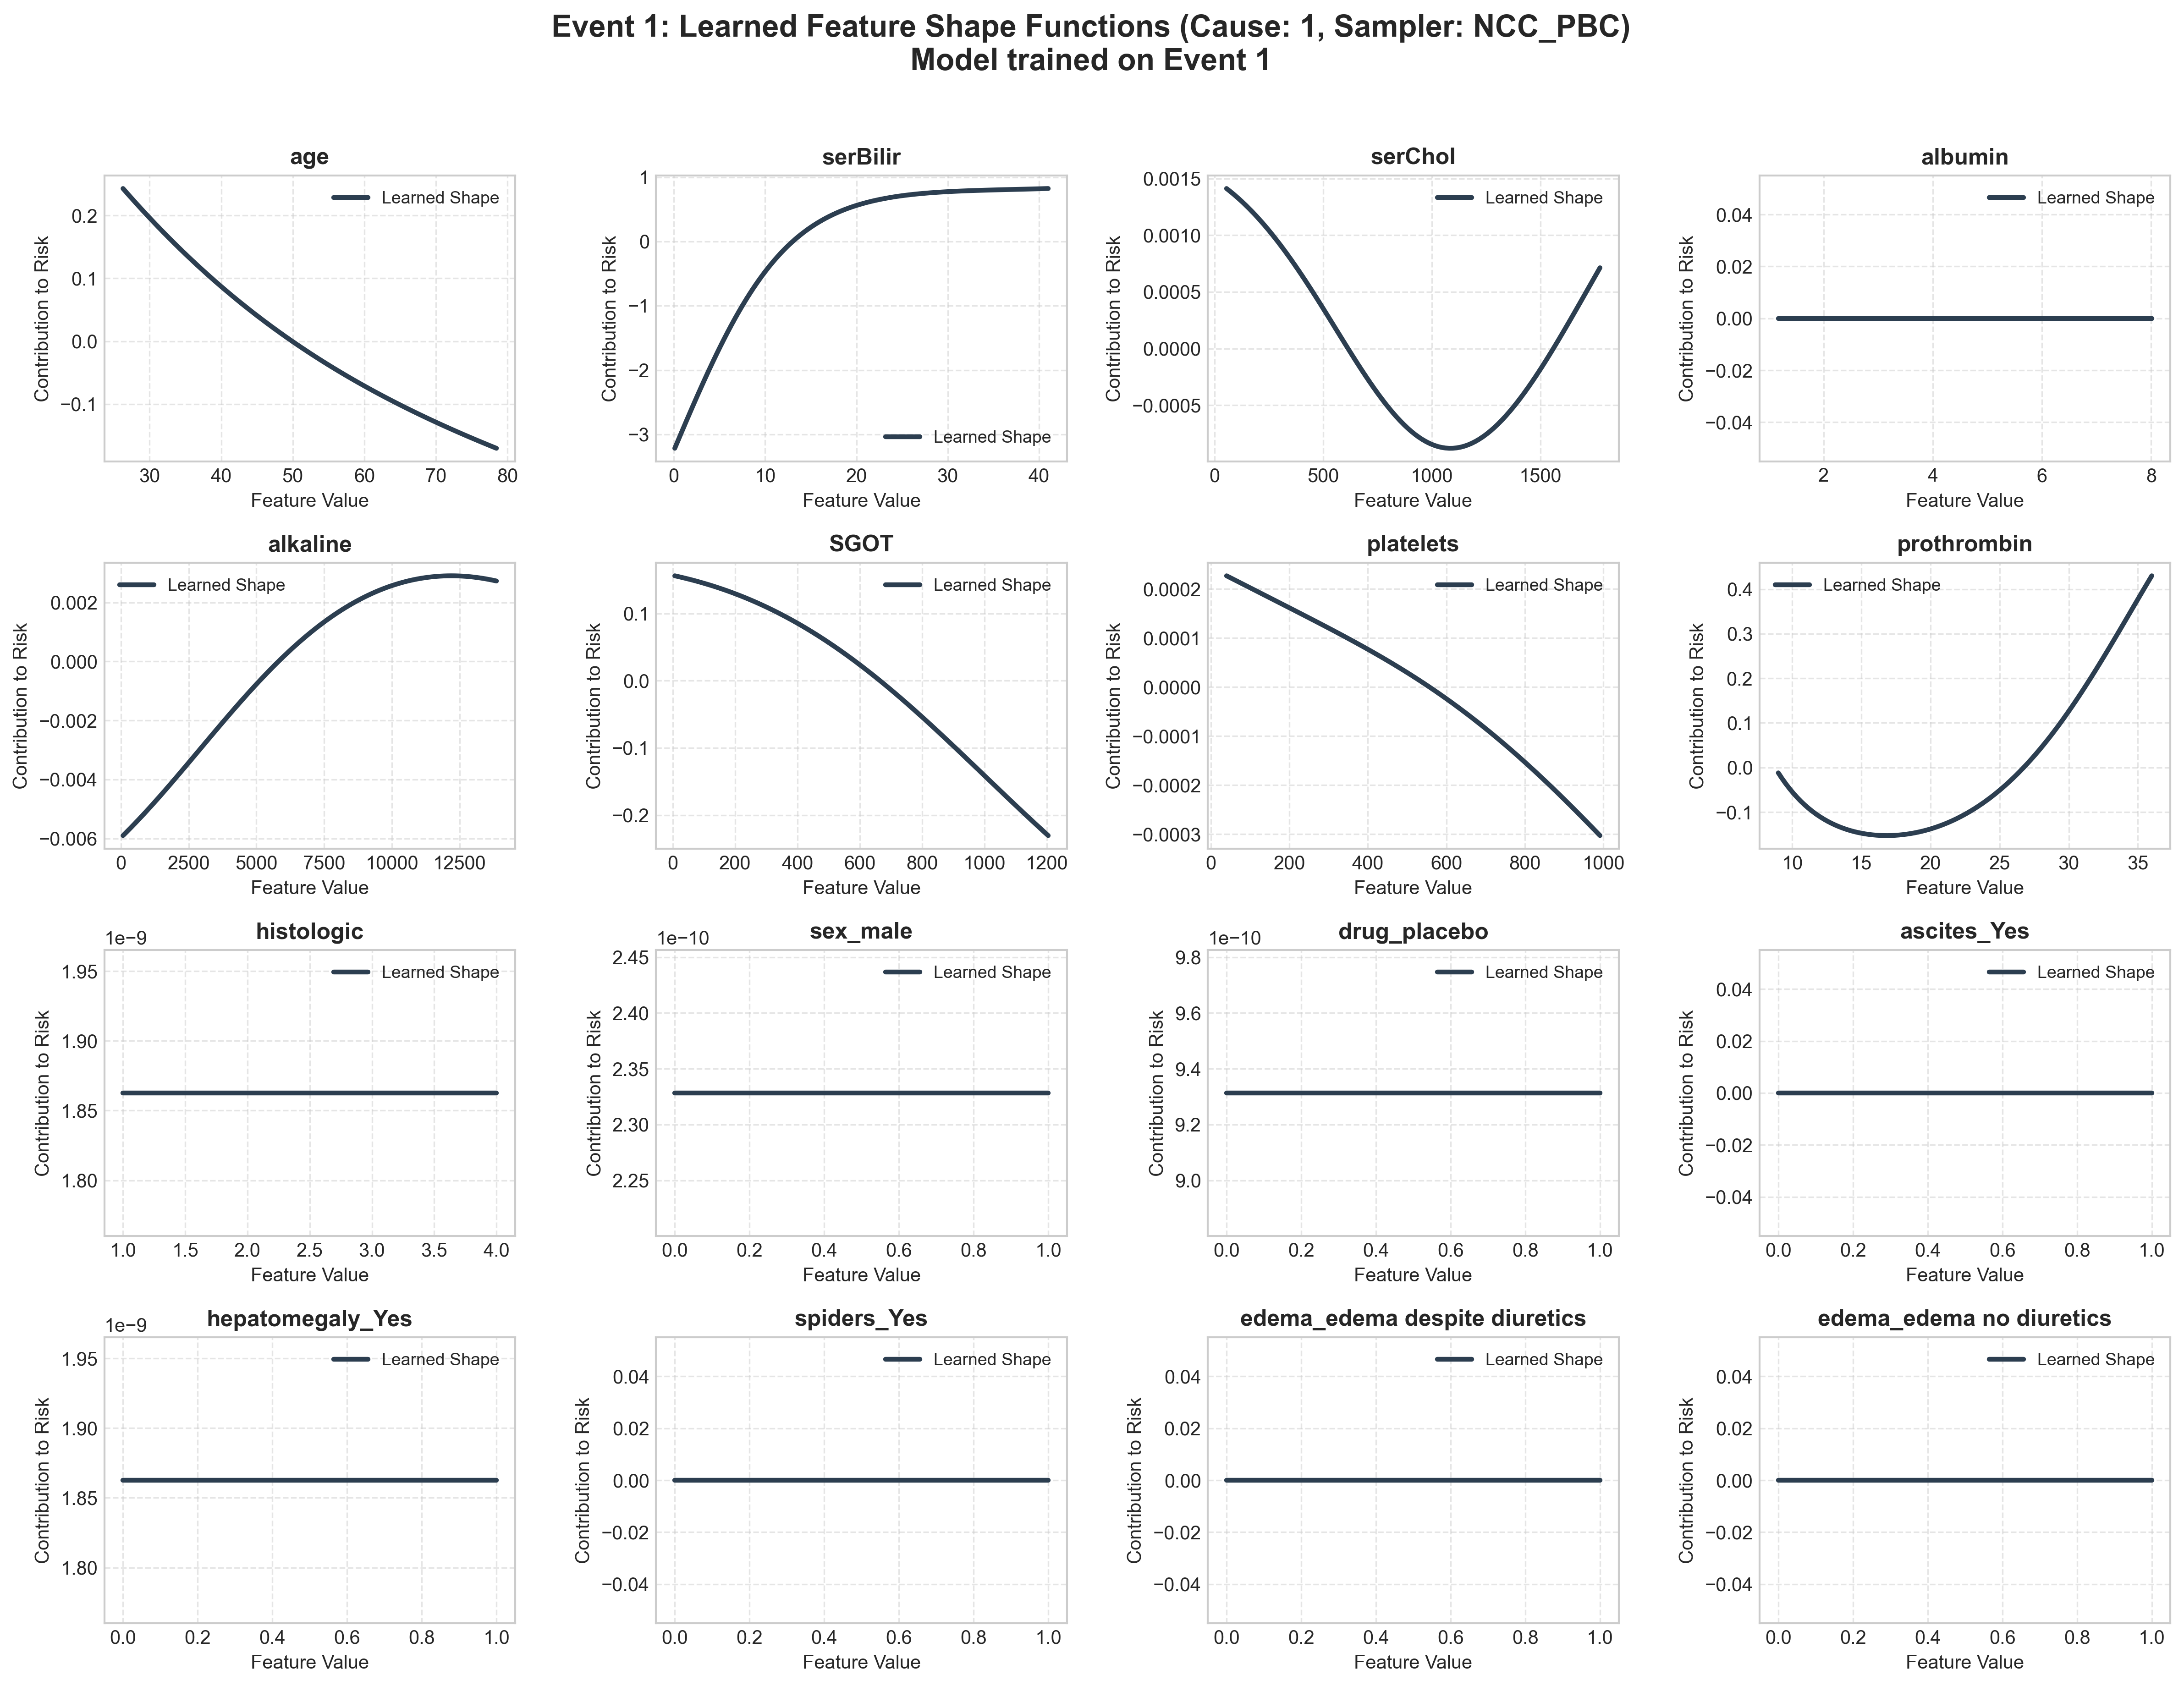 Event 1: Learned Feature Shape Functions (Cause: 1, Sampler: NCC_PBC)
Model trained on Event 1
age
Contribution to Risk
0.2
0.1
0.0
−0.1
Learned Shape
30 40 50 60 70 80
Feature Value
serBilir
Contribution to Risk
1
0
−1
−2
−3
Learned Shape
0 10 20 30 40
Feature Value
serChol
Contribution to Risk
0.0015
0.0010
0.0005
0.0000
−0.0005
Learned Shape
0 500 1000 1500
Feature Value
albumin
Contribution to Risk
0.04
0.02
0.00
−0.02
−0.04
Learned Shape
2 4 6 8
Feature Value
alkaline
Contribution to Risk
0.002
0.000
−0.002
−0.004
−0.006
Learned Shape
0 2500 5000 7500 10000 12500
Feature Value
SGOT
Contribution to Risk
0.1
0.0
−0.1
−0.2
Learned Shape
0 200 400 600 800 1000 1200
Feature Value
platelets
Contribution to Risk
0.0002
0.0001
0.0000
−0.0001
−0.0002
−0.0003
Learned Shape
0 200 400 600 800 1000
Feature Value
prothrombin
Contribution to Risk
0.4
0.3
0.2
0.1
0.0
−0.1
Learned Shape
10 15 20 25 30 35
Feature Value
histologic
1e−9
Contribution to Risk
1.95
1.90
1.85
1.80
Learned Shape
1.0 1.5 2.0 2.5 3.0 3.5 4.0
Feature Value
sex_male
1e−10
Contribution to Risk
2.45
2.40
2.35
2.30
2.25
Learned Shape
0.0 0.2 0.4 0.6 0.8 1.0
Feature Value
drug_placebo
1e−10
Contribution to Risk
9.8
9.6
9.4
9.2
9.0
Learned Shape
0.0 0.2 0.4 0.6 0.8 1.0
Feature Value
ascites_Yes
Contribution to Risk
0.04
0.02
0.00
−0.02
−0.04
Learned Shape
0.0 0.2 0.4 0.6 0.8 1.0
Feature Value
hepatomegaly_Yes
1e−9
Contribution to Risk
1.95
1.90
1.85
1.80
Learned Shape
0.0 0.2 0.4 0.6 0.8 1.0
Feature Value
spiders_Yes
Contribution to Risk
0.04
0.02
0.00
−0.02
−0.04
Learned Shape
0.0 0.2 0.4 0.6 0.8 1.0
Feature Value
edema_edema despite diuretics
Contribution to Risk
0.04
0.02
0.00
−0.02
−0.04
Learned Shape
0.0 0.2 0.4 0.6 0.8 1.0
Feature Value
edema_edema no diuretics
Contribution to Risk
0.04
0.02
0.00
−0.02
−0.04
Learned Shape
0.0 0.2 0.4 0.6 0.8 1.0
Feature Value